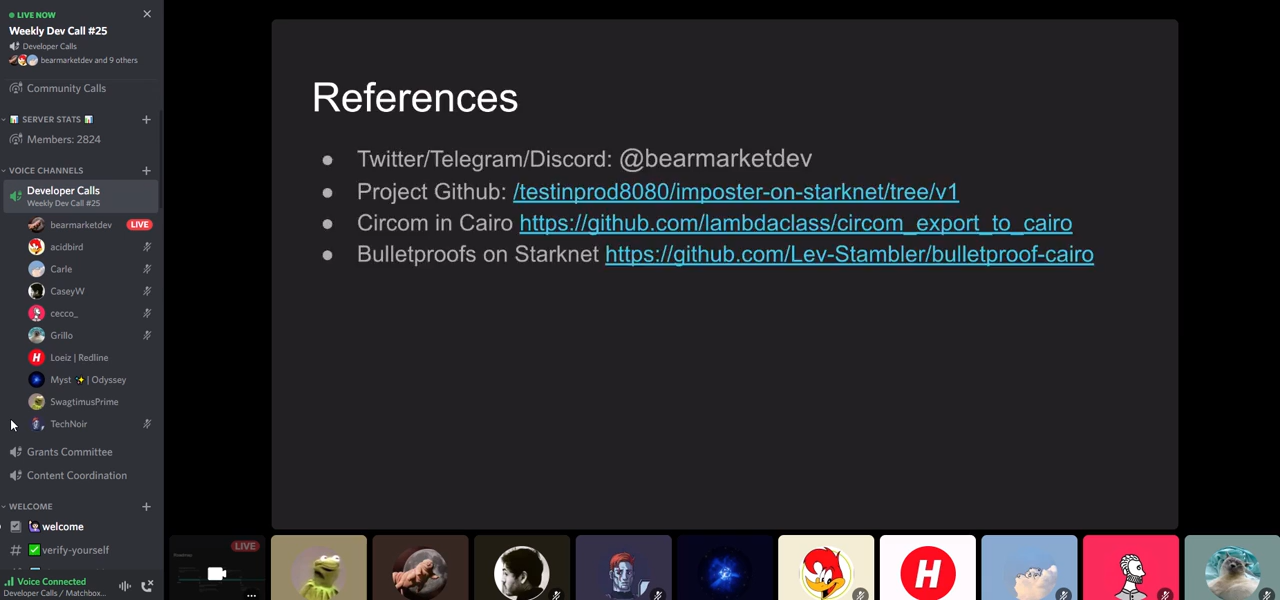 LIVE NOW
Weekly Dev Call #25
Developer Calls
bearmarketdev and 9 others
Community Calls
SERVER STATS
Members: 2824
VOICE CHANNELS
Developer Calls
Weekly Dev Call #25
bearmarketdev LIVE
acidbird
Carle
CaseyW
cecco_
Grillo
Loeiz | Redline
Myst ✨ | Odyssey
SwagtimusPrime
TechNoir
Grants Committee
Content Coordination
WELCOME
welcome
verify-yourself
Voice Connected
Developer Calls / Matchbox...
References
Twitter/Telegram/Discord: @bearmarketdev
Project Github: /testinprod8080/imposter-on-starknet/tree/v1
Circom in Cairo https://github.com/lambdaclass/circom_export_to_cairo
Bulletproofs on Starknet https://github.com/Lev-Stambler/bulletproof-cairo
LIVE
Roadmap
H